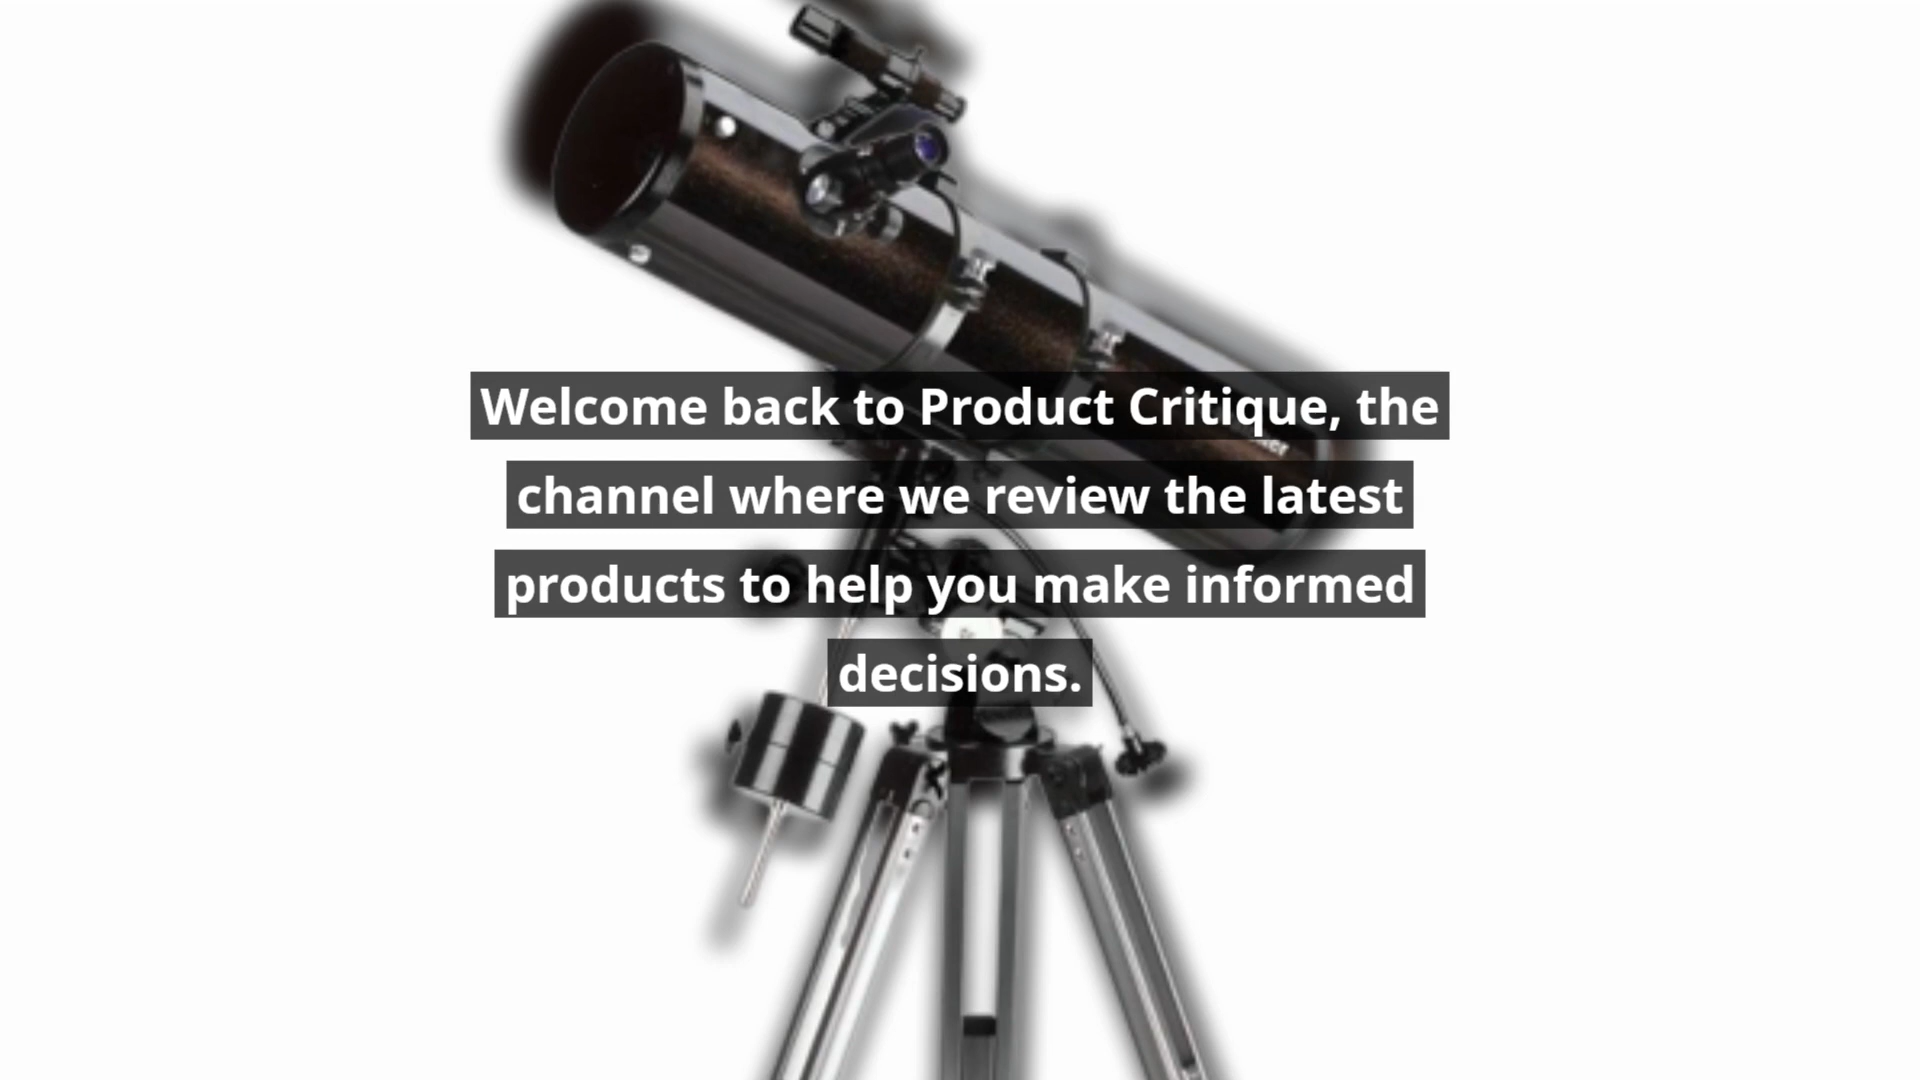 Welcome back to Product Critique, the
channel where we review the latest
products to help you make informed
decisions.